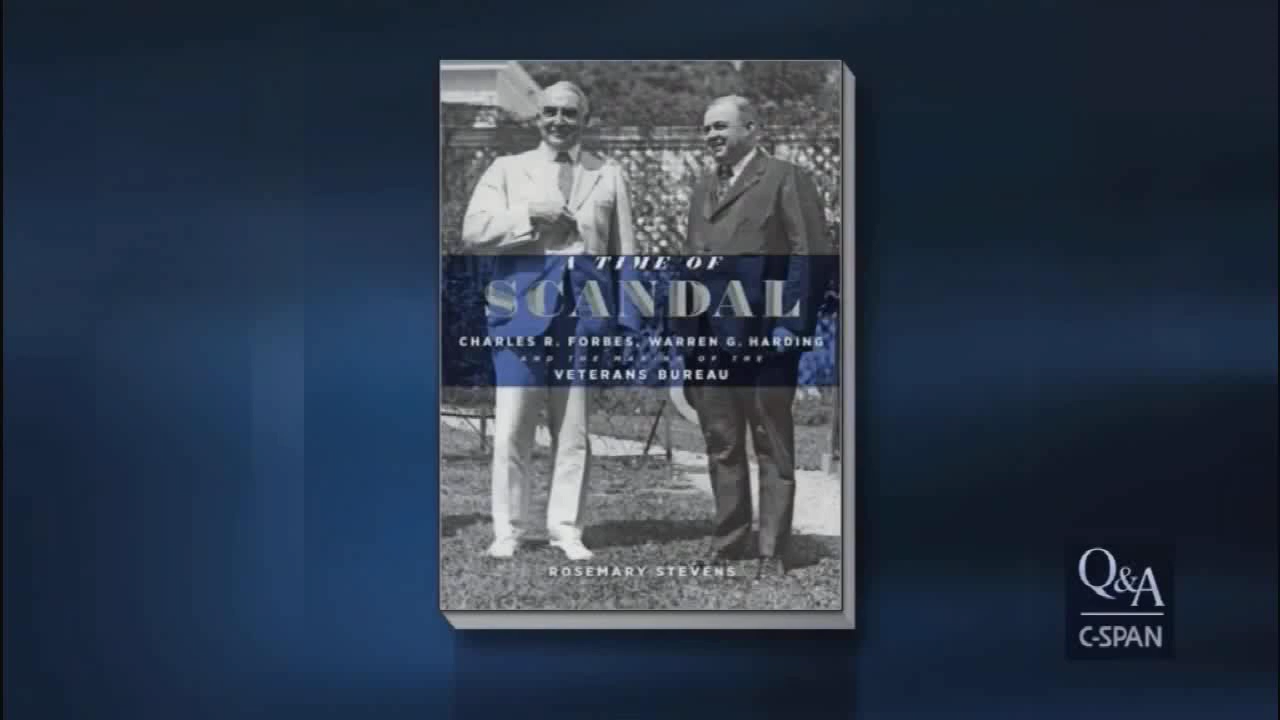 A TIME OF
SCANDAL
CHARLES R. FORBES, WARREN G. HARDING
AND THE MAKING OF THE
VETERANS BUREAU
ROSEMARY STEVENS
Q&A
C-SPAN